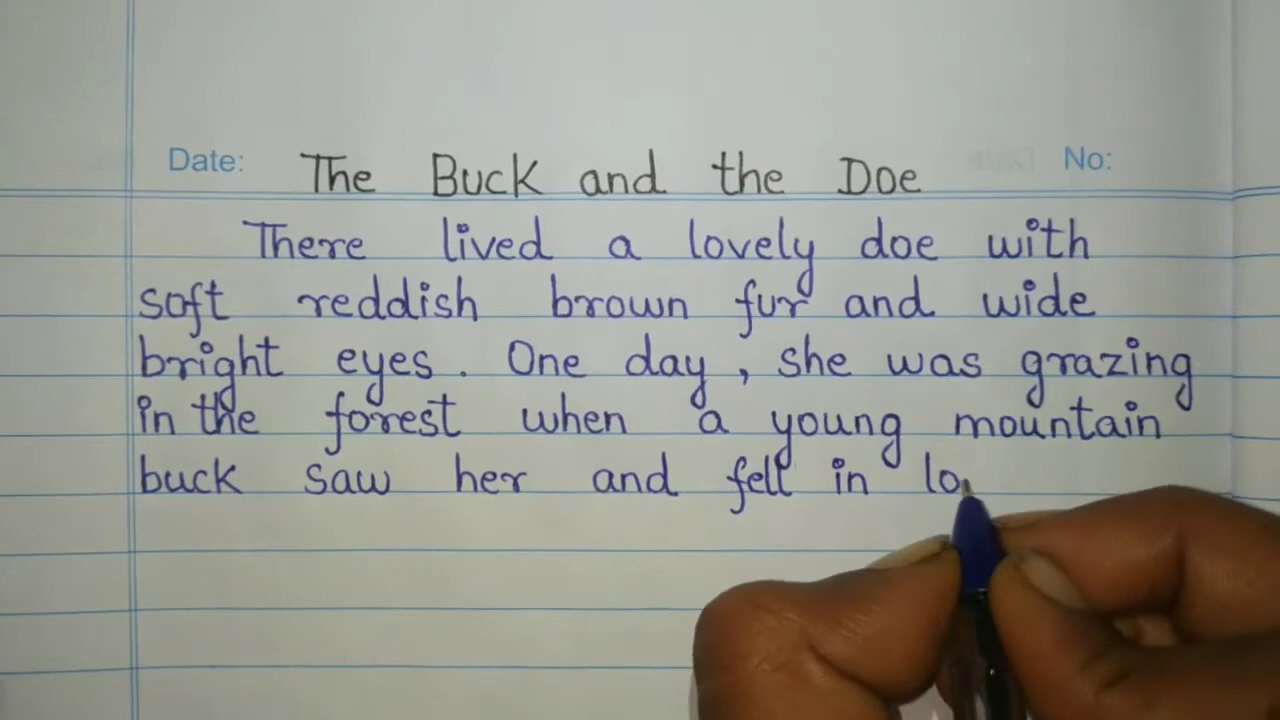 Date: The Buck and the Doe No:
There lived a lovely doe with
soft reddish brown fur and wide
bright eyes. One day, she was grazing
in the forest when a young mountain
buck saw her and fell in lo